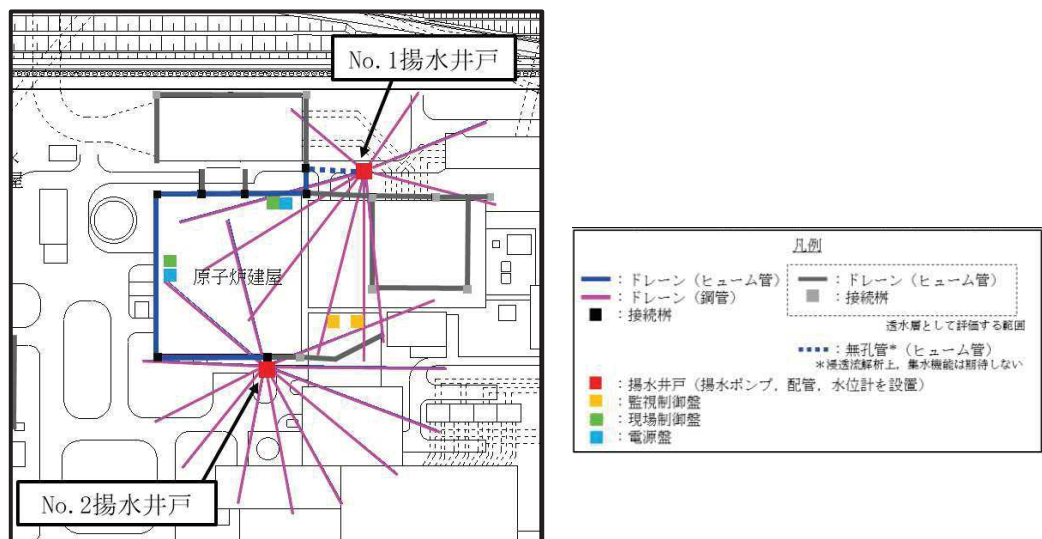 No.1揚水井戸
屋
原子炉建屋
No.2揚水井戸
凡例
：ドレーン（ヒューム管）
：ドレーン（鋼管）
：接続桝
：ドレーン（ヒューム管）
：接続桝
透水層として評価する範囲
：無孔管*（ヒューム管）
*浸透流解析上，集水機能は期待しない
：揚水井戸（揚水ポンプ，配管，水位計を設置）
：監視制御盤
：現場制御盤
：電源盤